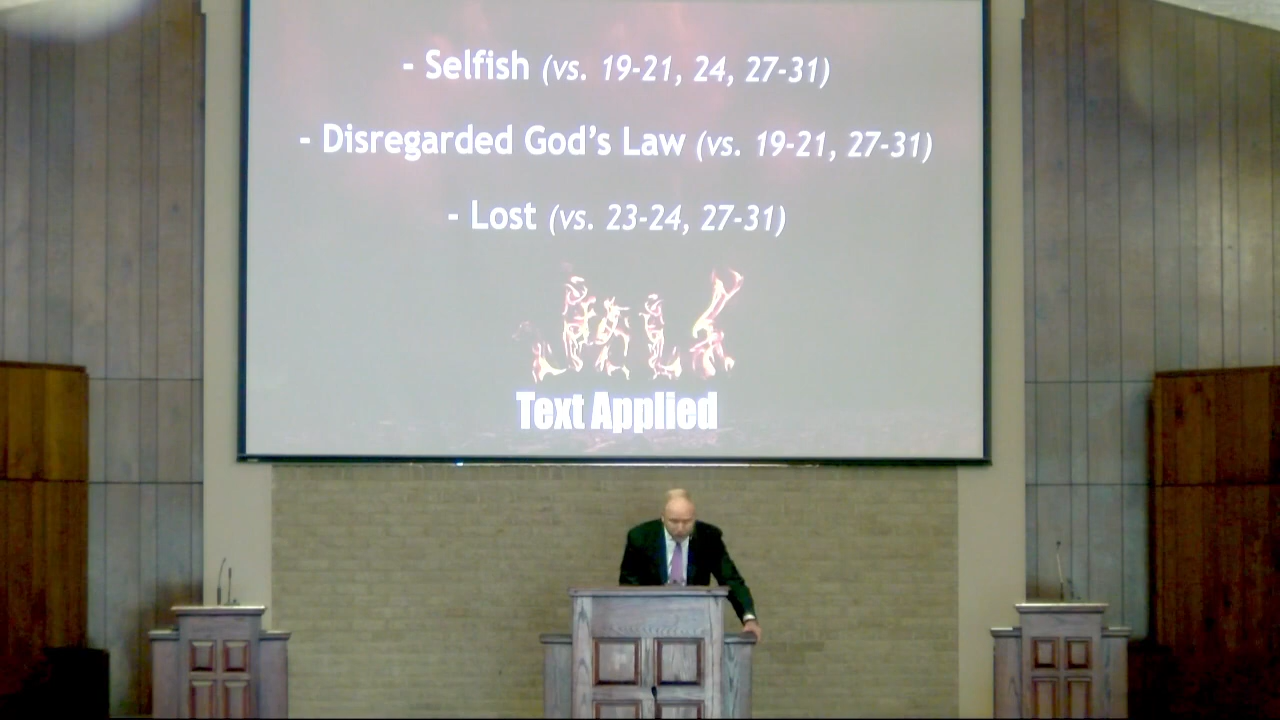 - Selfish (vs. 19-21, 24, 27-31)
- Disregarded God's Law (vs. 19-21, 27-31)
- Lost (vs. 23-24, 27-31)
Text Applied